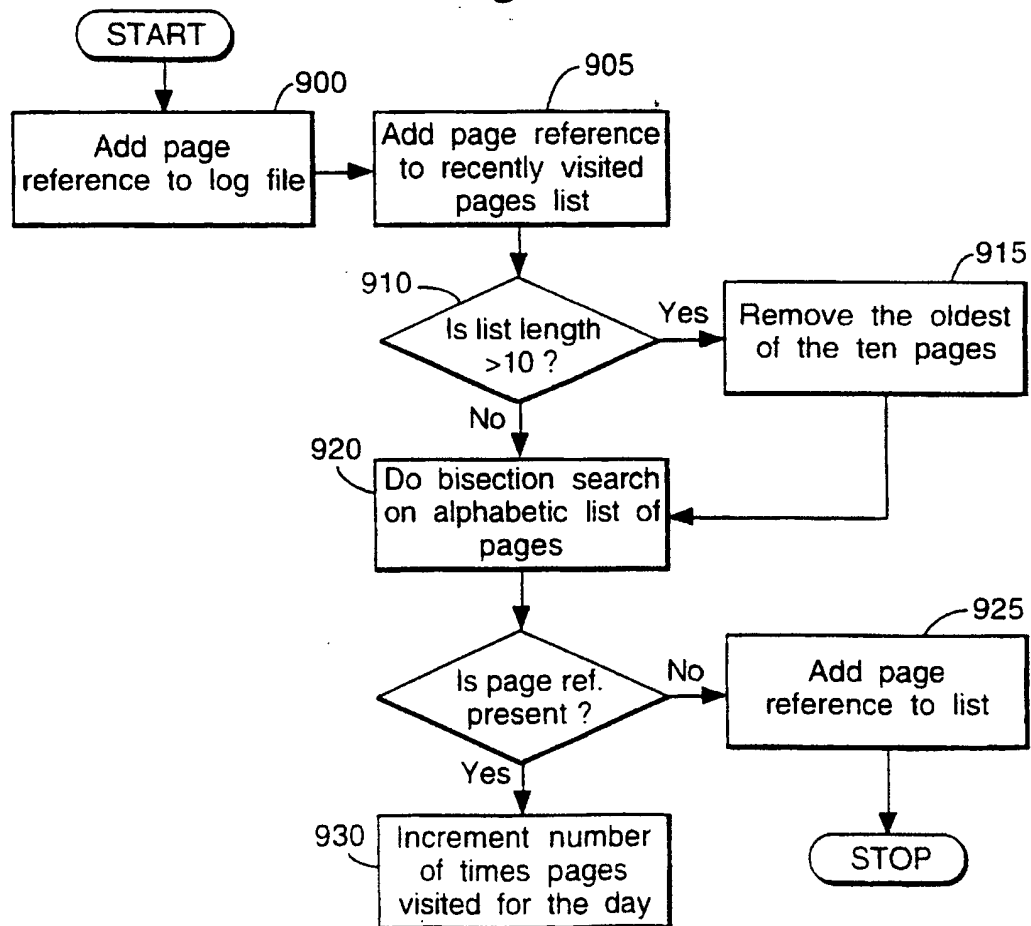 START
900
905
Add page
reference to log file
Add page reference
to recently visited
pages list
910
Is list length
>10 ?
Yes
915
Remove the oldest
of the ten pages
No
920
Do bisection search
on alphabetic list of
pages
Is page ref.
present ?
No
925
Add page
reference to list
Yes
930
Increment number
of times pages
visited for the day
STOP